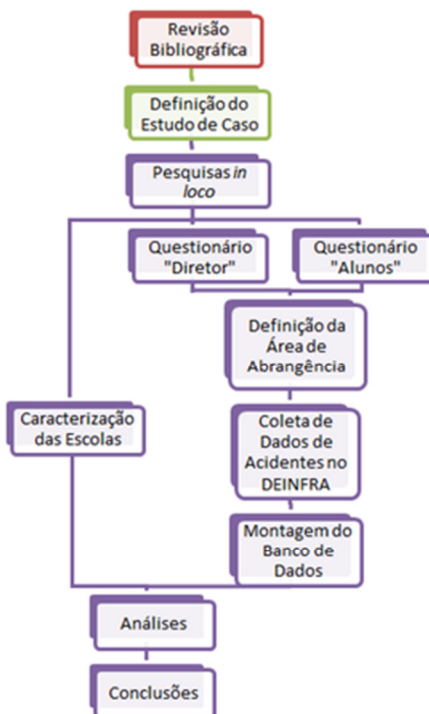 Revisão
Bibliográfica
Definição do
Estudo de Caso
Pesquisas in
loco
Questionário
"Diretor"
Questionário
"Alunos"
Definição da
Área de
Abrangência
Caracterização
das Escolas
Coleta de
Dados de
Acidentes no
DEINFRA
Montagem do
Banco de
Dados
Análises
Conclusões